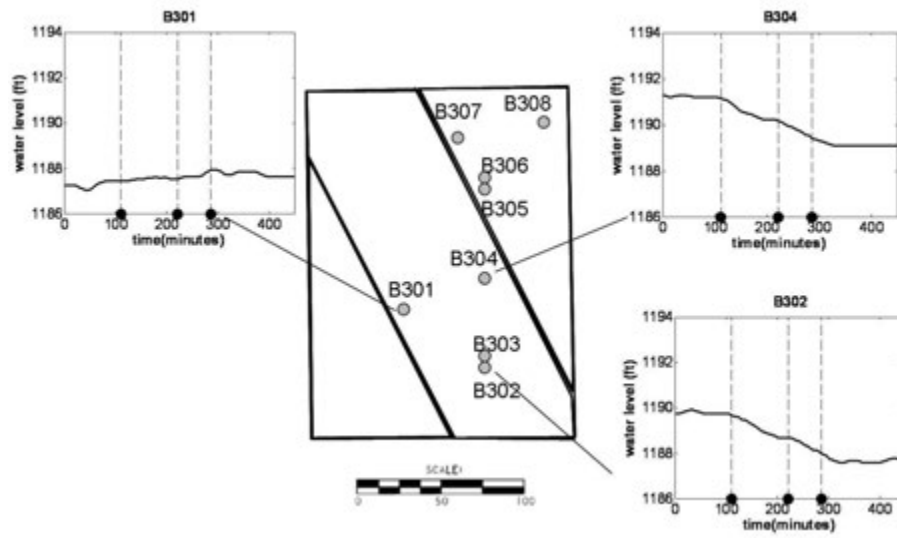 B301
1194
1192
1190
1188
1186
water level (ft)
0 100 200 300 400
time(minutes)
B304
1194
1192
1190
1188
1186
water level (ft)
0 100 200 300 400
time(minutes)
B307
B308
B306
B305
B304
B301
B303
B302
B302
1194
1192
1190
1188
1186
water level (ft)
0 100 200 300 400
time(minutes)
SCALE:
0 50 100